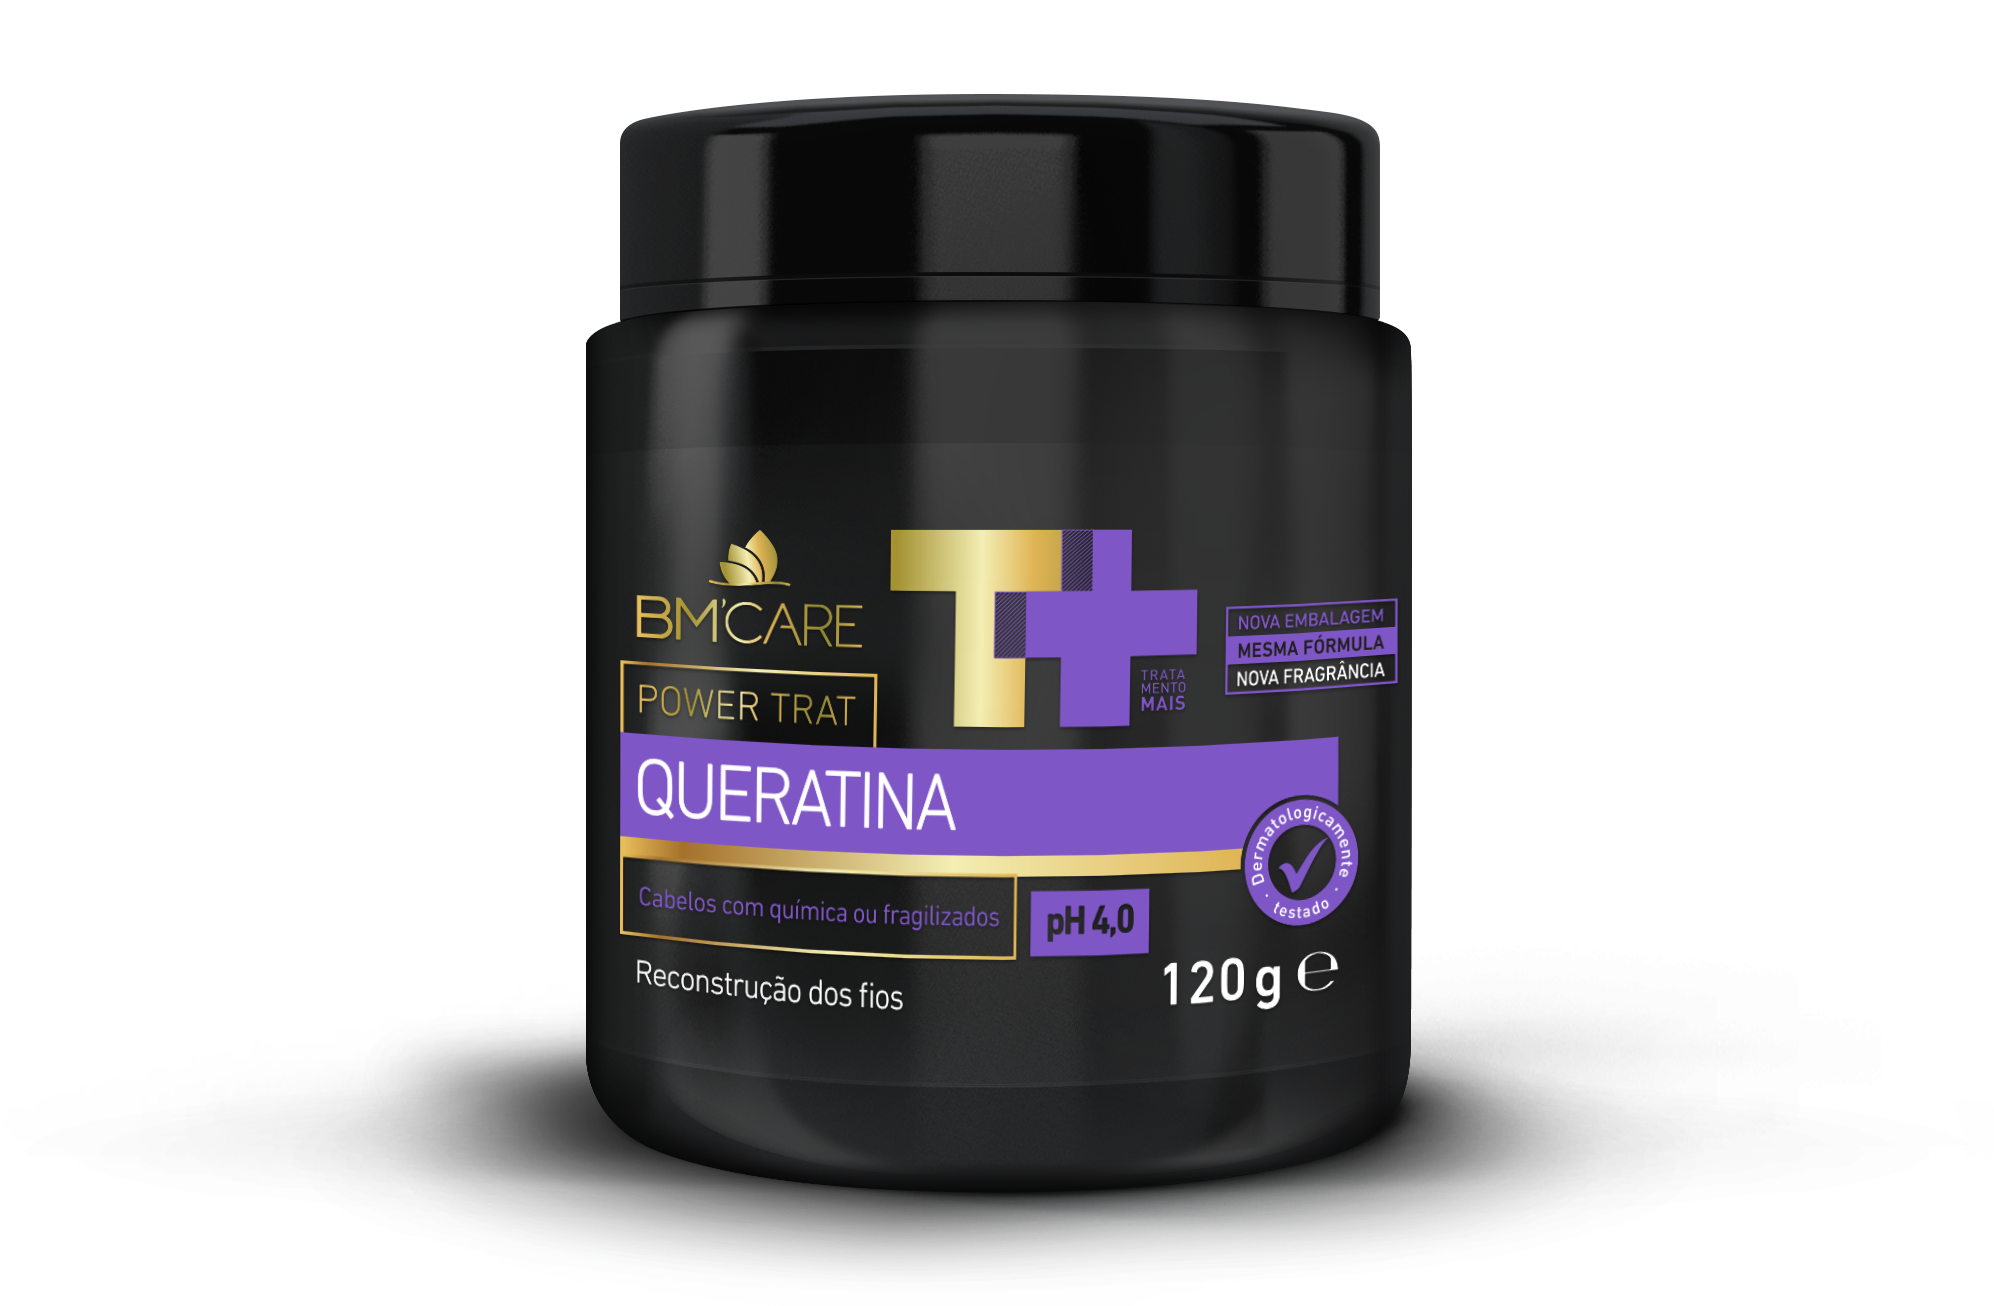 BM'CARE
T+
TRATA
MENTO
MAIS
NOVA EMBALAGEM
MESMA FÓRMULA
NOVA FRAGRÂNCIA
POWER TRAT
QUERATINA
Dermatologicamente
testado
Cabelos com química ou fragilizados
pH 4,0
Reconstrução dos fios
120g ℮